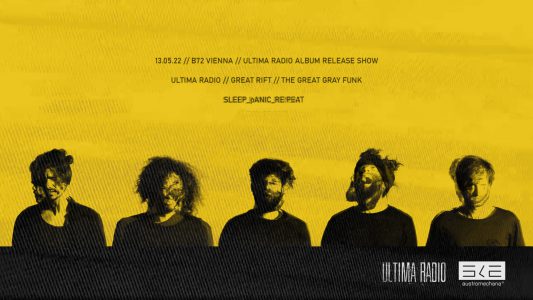 13.05.22 // B72 VIENNA // ULTIMA RADIO ALBUM RELEASE SHOW
ULTIMA RADIO // GREAT RIFT // THE GREAT GRAY FUNK
SLEEP_pANIC_RE!PEAT
ULTIMA RADIO
SKE
austromechana®